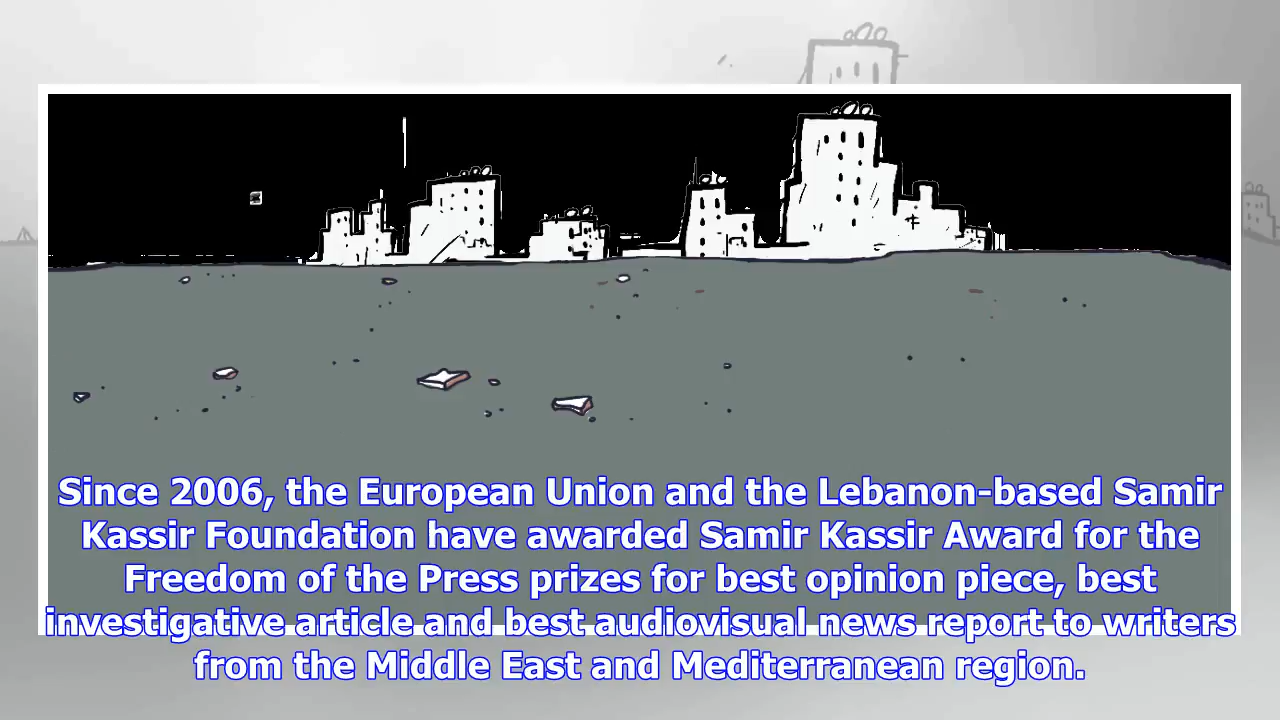 Since 2006, the European Union and the Lebanon-based Samir
Kassir Foundation have awarded Samir Kassir Award for the
Freedom of the Press prizes for best opinion piece, best
investigative article and best audiovisual news report to writers
from the Middle East and Mediterranean region.